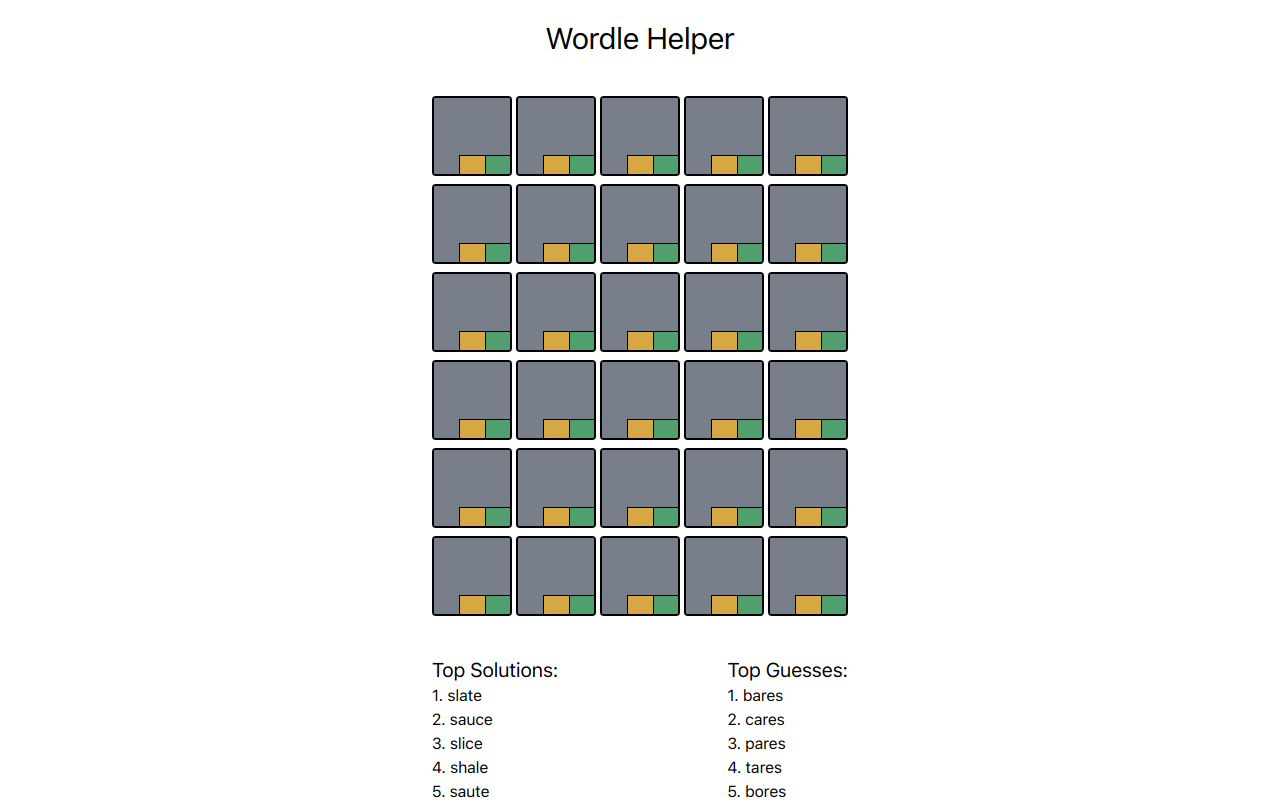 Wordle Helper
Top Solutions:
1. slate
2. sauce
3. slice
4. shale
5. saute
Top Guesses:
1. bares
2. cares
3. pares
4. tares
5. bores